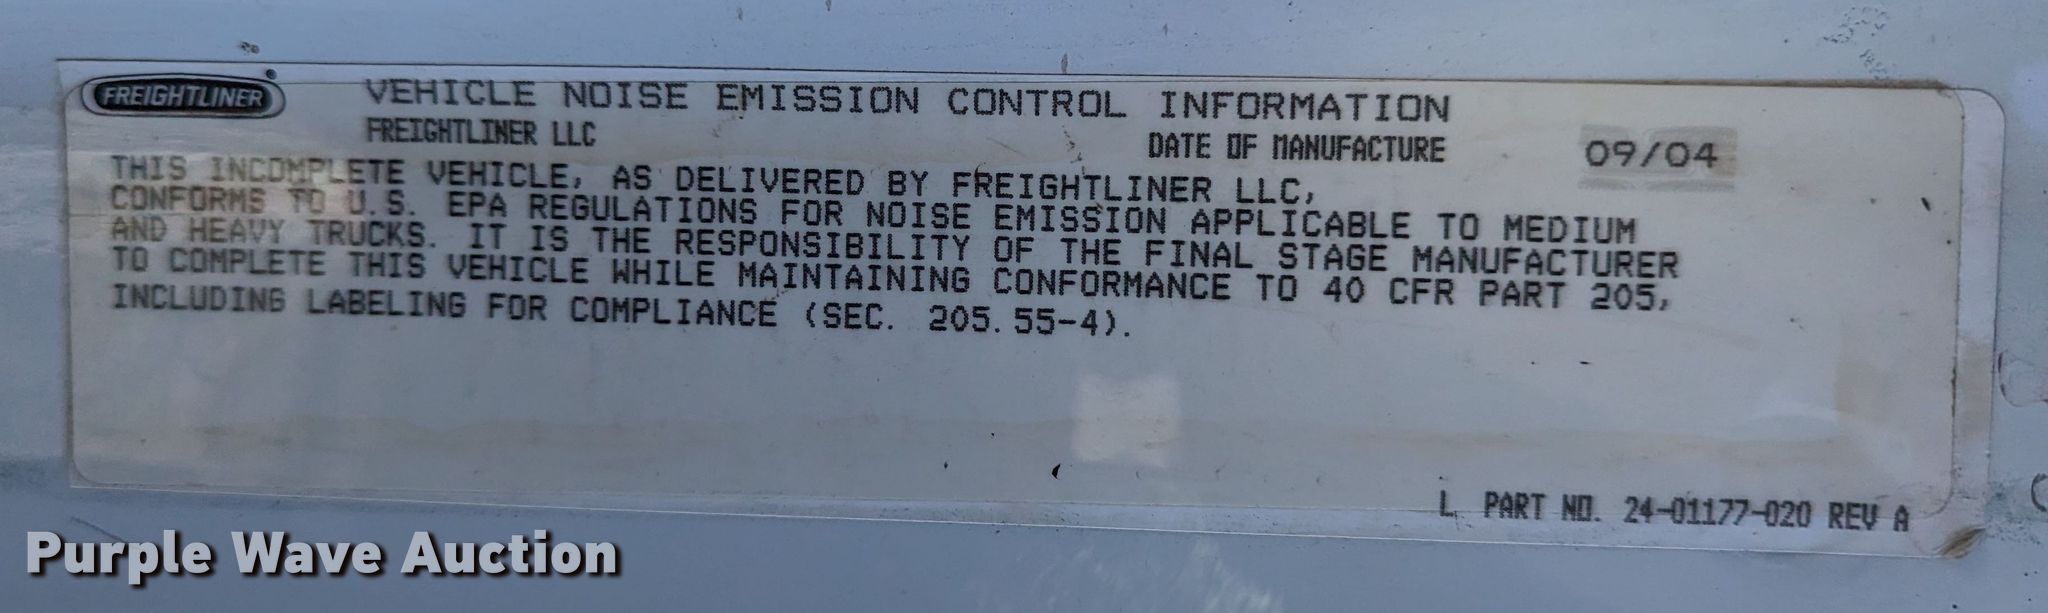 FREIGHTLINER
VEHICLE NOISE EMISSION CONTROL INFORMATION
FREIGHTLINER LLC DATE OF MANUFACTURE 09/04
THIS INCOMPLETE VEHICLE, AS DELIVERED BY FREIGHTLINER LLC,
CONFORMS TO U.S. EPA REGULATIONS FOR NOISE EMISSION APPLICABLE TO MEDIUM
AND HEAVY TRUCKS. IT IS THE RESPONSIBILITY OF THE FINAL STAGE MANUFACTURER
TO COMPLETE THIS VEHICLE WHILE MAINTAINING CONFORMANCE TO 40 CFR PART 205,
INCLUDING LABELING FOR COMPLIANCE (SEC. 205.55-4).
L PART NO. 24-01177-020 REV A
Purple Wave Auction